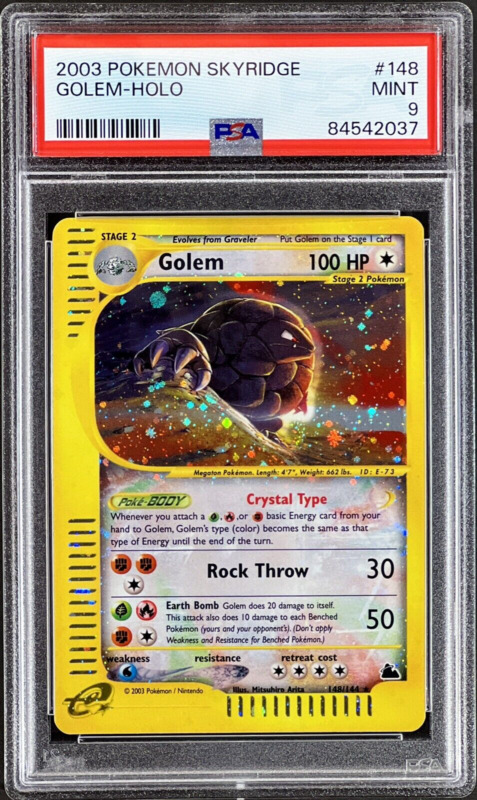 2003 POKEMON SKYRIDGE #148
GOLEM-HOLO MINT
9
PSA 84542037
STAGE 2 Evolves from Graveler Put Golem on the Stage 1 card
Golem 100 HP
Stage 2 Pokémon
Megaton Pokémon. Length: 4'7", Weight: 662 lbs. ID: E-73
Poké-BODY Crystal Type
Whenever you attach a , , or basic Energy card from your
hand to Golem, Golem's type (color) becomes the same as that
type of Energy until the end of the turn.
Rock Throw 30
Earth Bomb Golem does 20 damage to itself.
This attack also does 10 damage to each Benched
Pokémon (yours and your opponent's). (Don't apply
Weakness and Resistance for Benched Pokémon.)
50
weakness resistance retreat cost
© 2003 Pokémon / Nintendo Illus. Mitsuhiro Arita 148/144 ★
e
PSA